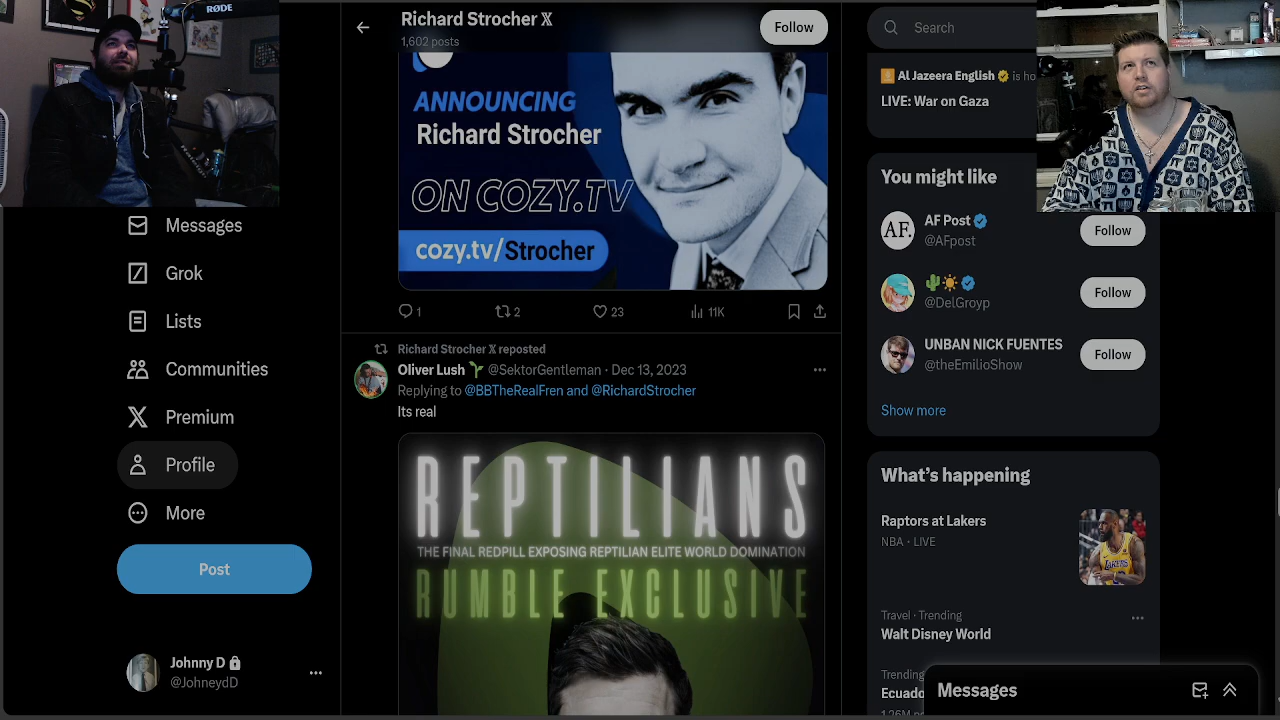 RØDE
Richard Strocher 𝕏
1,602 posts
Follow
ANNOUNCING
Richard Strocher
ON COZY.TV
cozy.tv/Strocher
1
2
23
11K
Richard Strocher 𝕏 reposted
Oliver Lush @SektorGentleman · Dec 13, 2023
Replying to @BBTheRealFren and @RichardStrocher
Its real
REPTILIANS
THE FINAL REDPILL EXPOSING REPTILIAN ELITE WORLD DOMINATION
RUMBLE EXCLUSIVE
Messages
Grok
Lists
Communities
Premium
Profile
More
Post
Johnny D
@JohneydD
Search
Al Jazeera English is ho
LIVE: War on Gaza
You might like
AF.
AF Post
@AFpost
Follow
🌵☀️
@DelGroyp
Follow
UNBAN NICK FUENTES
@theEmilioShow
Follow
Show more
What's happening
Raptors at Lakers
NBA · LIVE
LAKERS
Travel · Trending
Walt Disney World
Trending
Ecuado
Messages